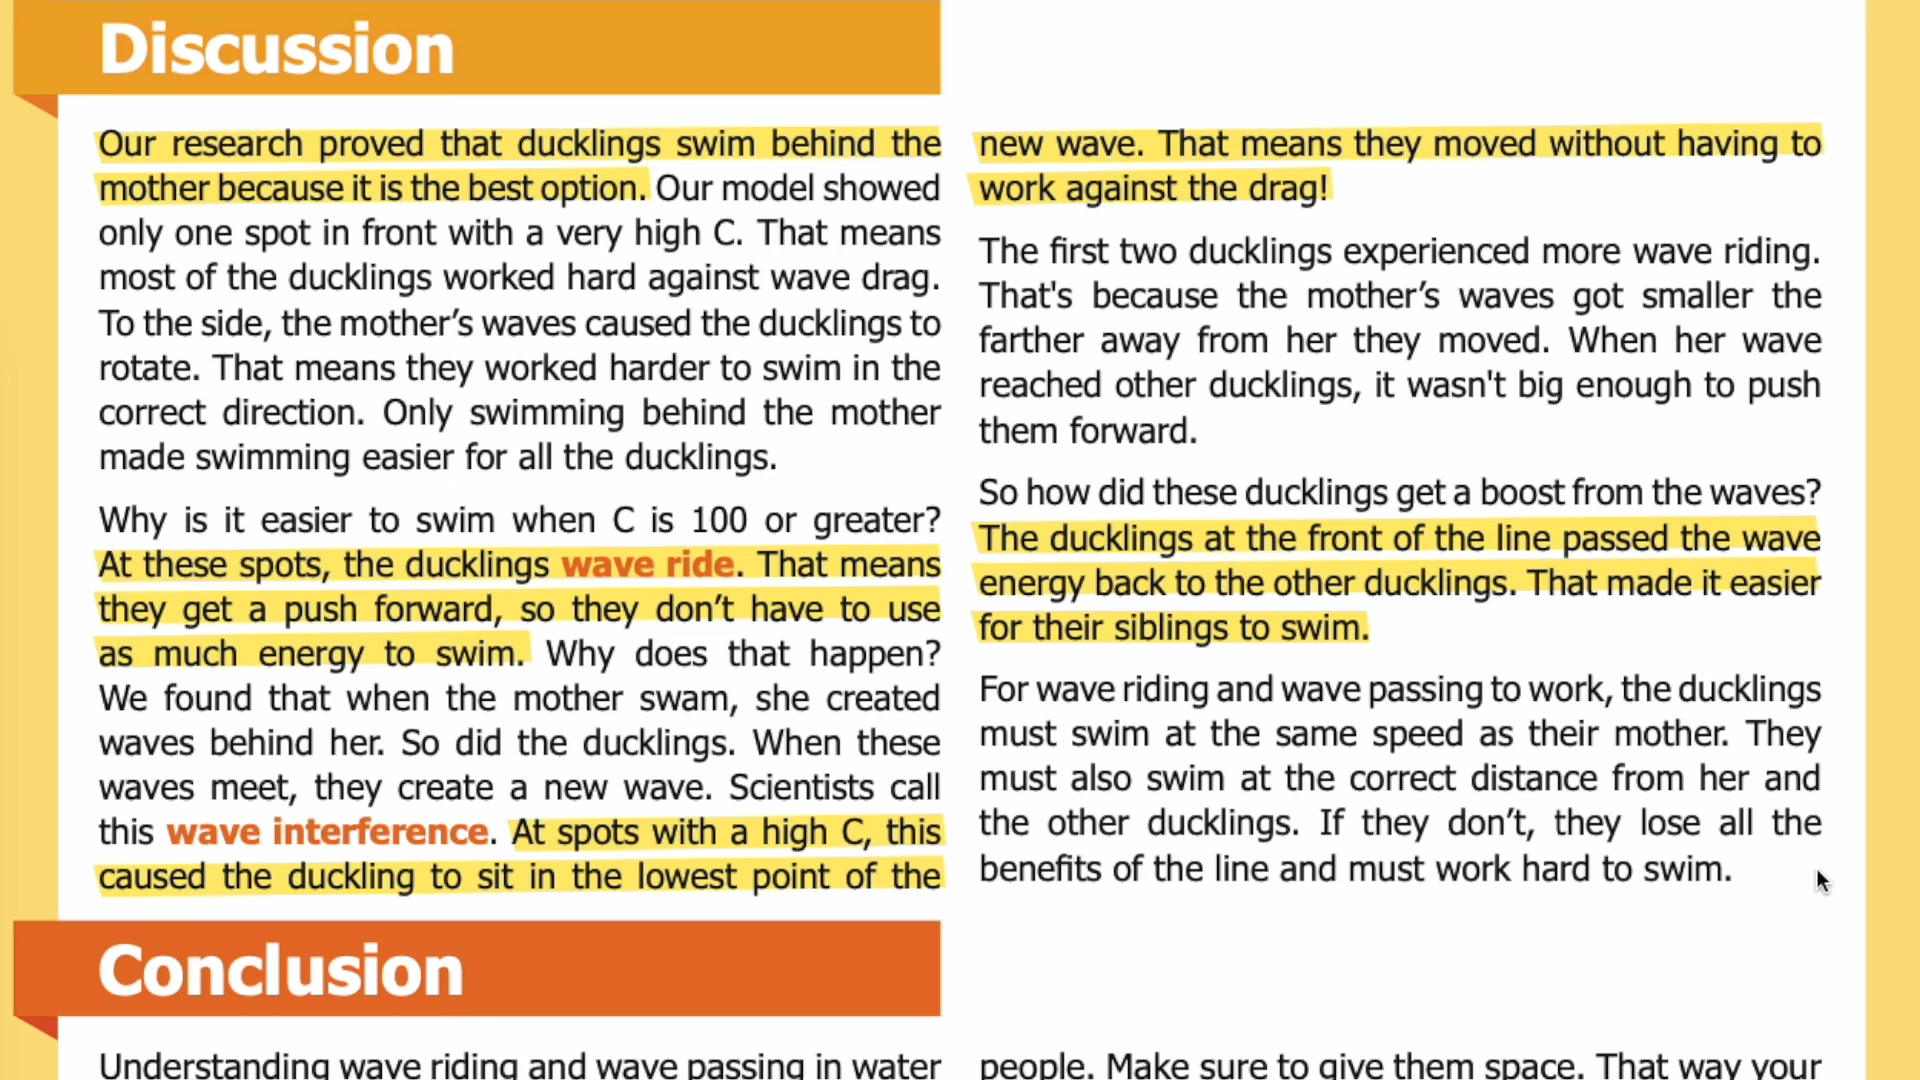 Discussion
Our research proved that ducklings swim behind the
mother because it is the best option. Our model showed
only one spot in front with a very high C. That means
most of the ducklings worked hard against wave drag.
To the side, the mother’s waves caused the ducklings to
rotate. That means they worked harder to swim in the
correct direction. Only swimming behind the mother
made swimming easier for all the ducklings.
Why is it easier to swim when C is 100 or greater?
At these spots, the ducklings wave ride. That means
they get a push forward, so they don’t have to use
as much energy to swim. Why does that happen?
We found that when the mother swam, she created
waves behind her. So did the ducklings. When these
waves meet, they create a new wave. Scientists call
this wave interference. At spots with a high C, this
caused the duckling to sit in the lowest point of the
new wave. That means they moved without having to
work against the drag!
The first two ducklings experienced more wave riding.
That's because the mother’s waves got smaller the
farther away from her they moved. When her wave
reached other ducklings, it wasn't big enough to push
them forward.
So how did these ducklings get a boost from the waves?
The ducklings at the front of the line passed the wave
energy back to the other ducklings. That made it easier
for their siblings to swim.
For wave riding and wave passing to work, the ducklings
must swim at the same speed as their mother. They
must also swim at the correct distance from her and
the other ducklings. If they don’t, they lose all the
benefits of the line and must work hard to swim.
Conclusion
Understanding wave riding and wave passing in water
people. Make sure to give them space. That way your